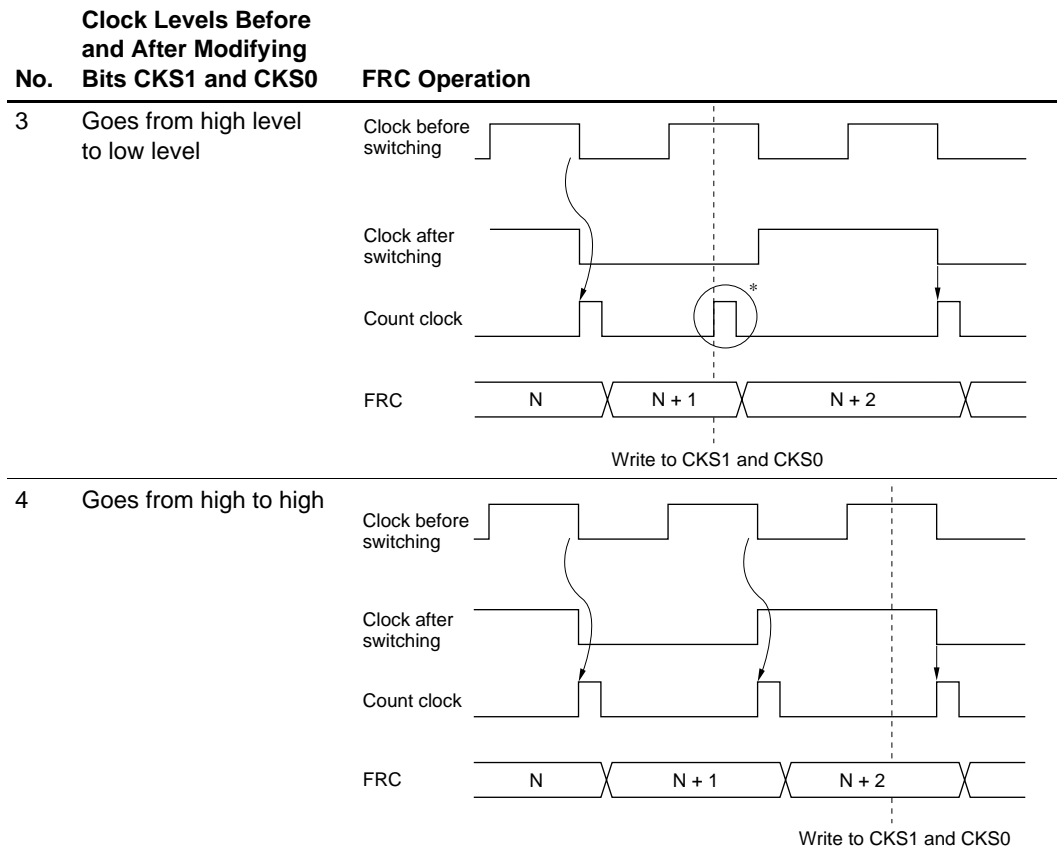 No.
Clock Levels Before
and After Modifying
Bits CKS1 and CKS0
FRC Operation
3
Goes from high level
to low level
Clock before
switching
Clock after
switching
*
Count clock
FRC
N
N + 1
N + 2
Write to CKS1 and CKS0
4
Goes from high to high
Clock before
switching
Clock after
switching
Count clock
FRC
N
N + 1
N + 2
Write to CKS1 and CKS0